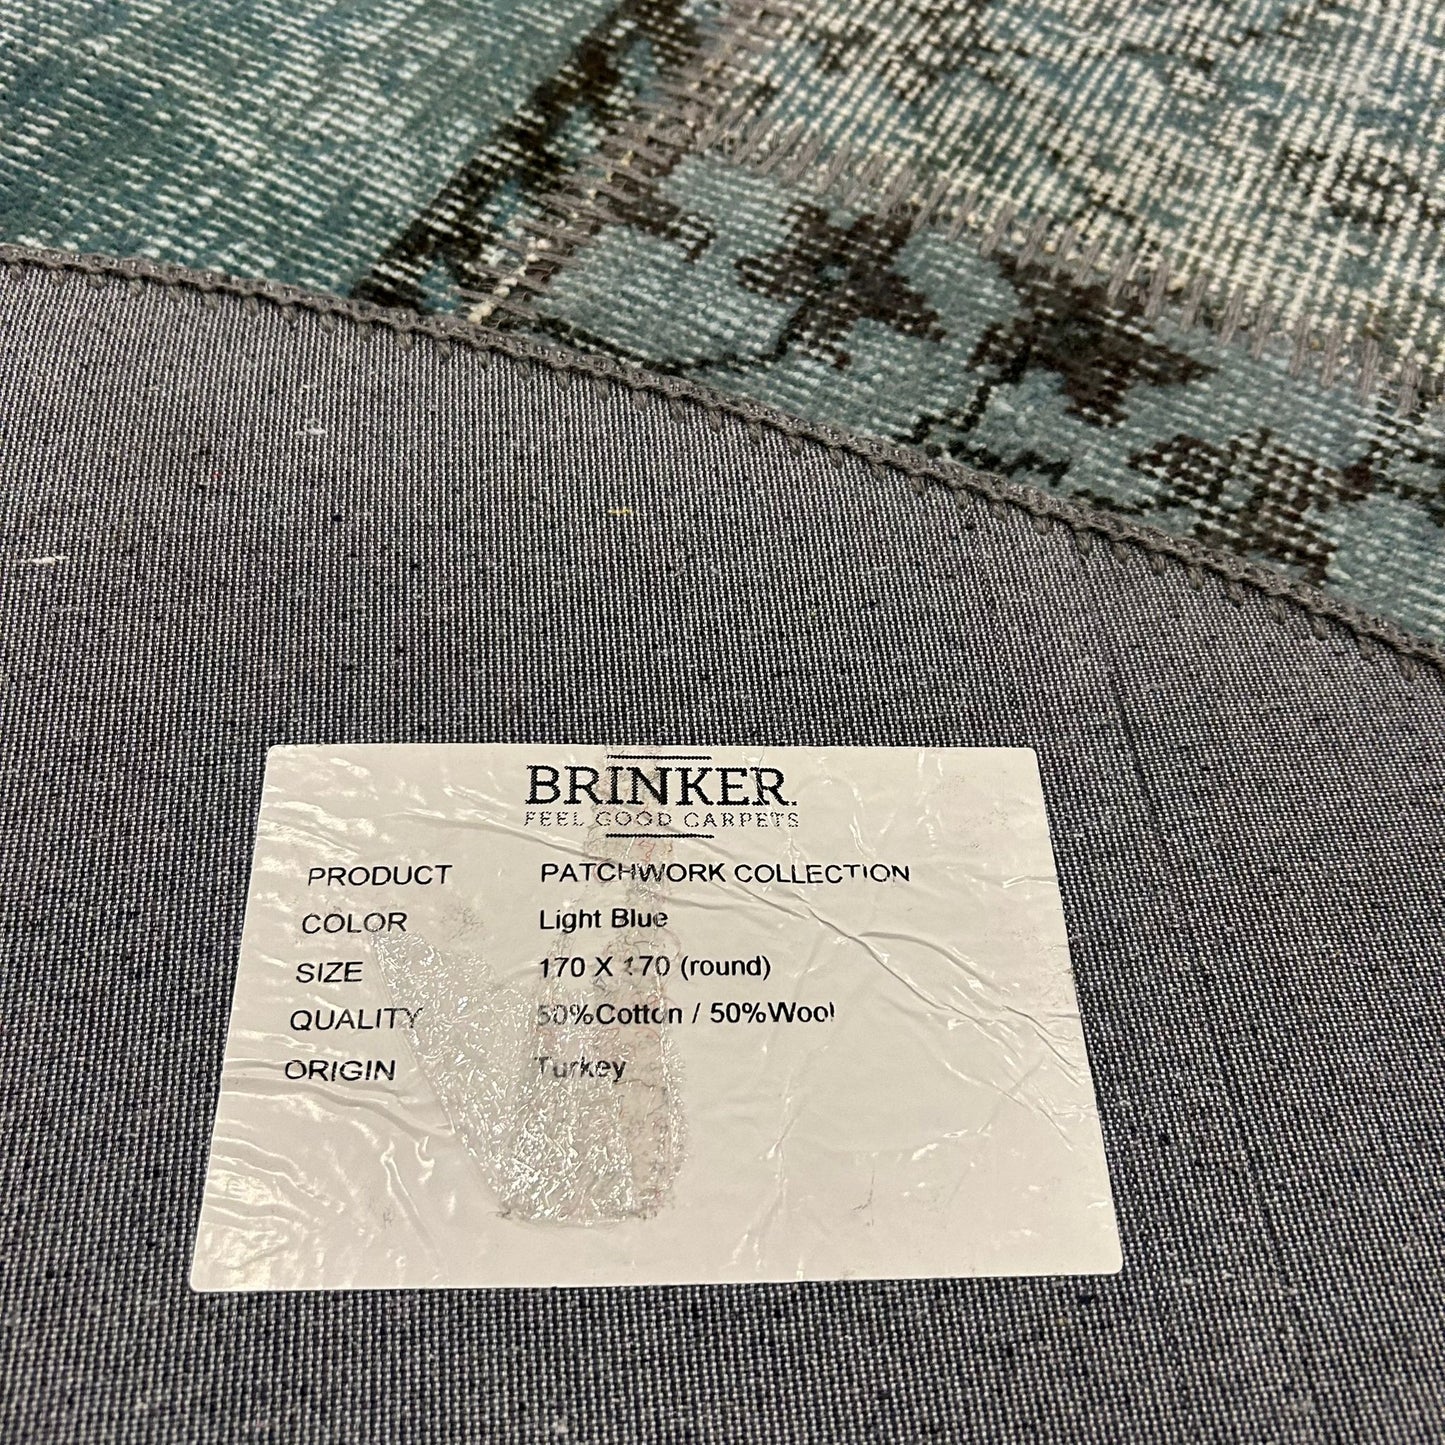 BRINKER.
FEEL GOOD CARPETS
PRODUCT PATCHWORK COLLECTION
COLOR Light Blue
SIZE 170 X 170 (round)
QUALITY 50%Cotton / 50%Wool
ORIGIN Turkey